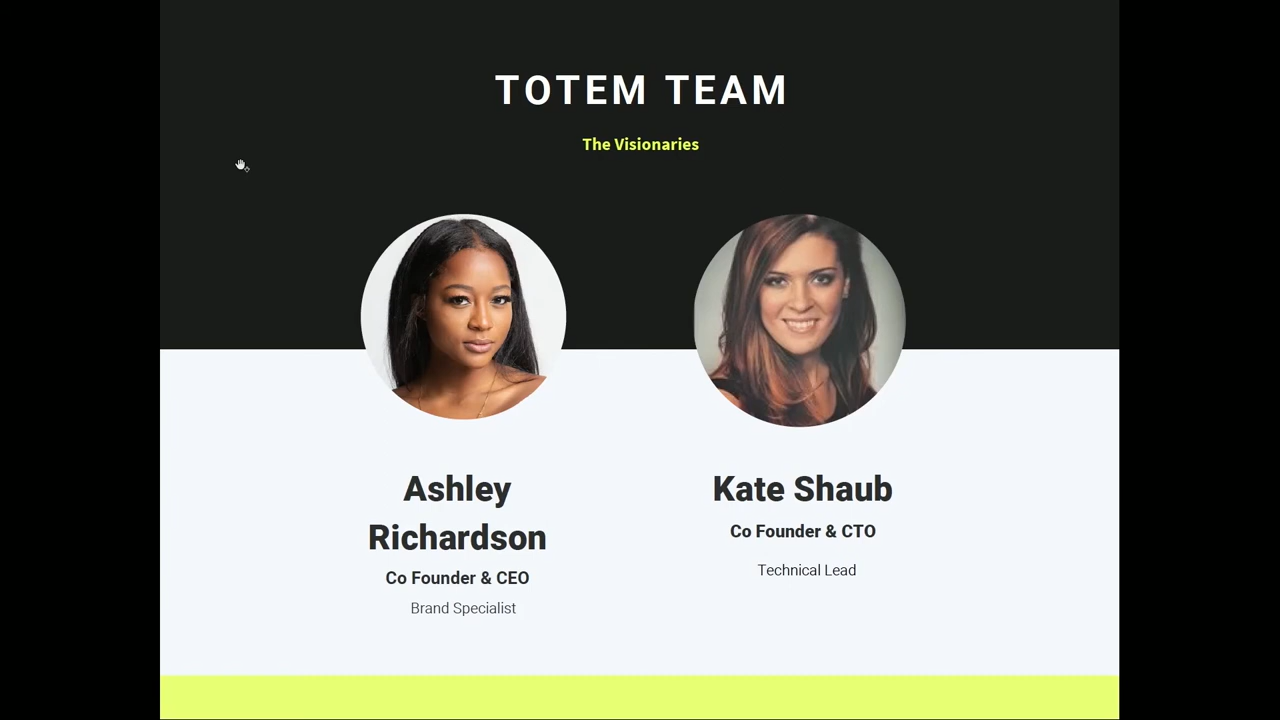 TOTEM TEAM
The Visionaries
Ashley
Richardson
Co Founder & CEO
Brand Specialist
Kate Shaub
Co Founder & CTO
Technical Lead